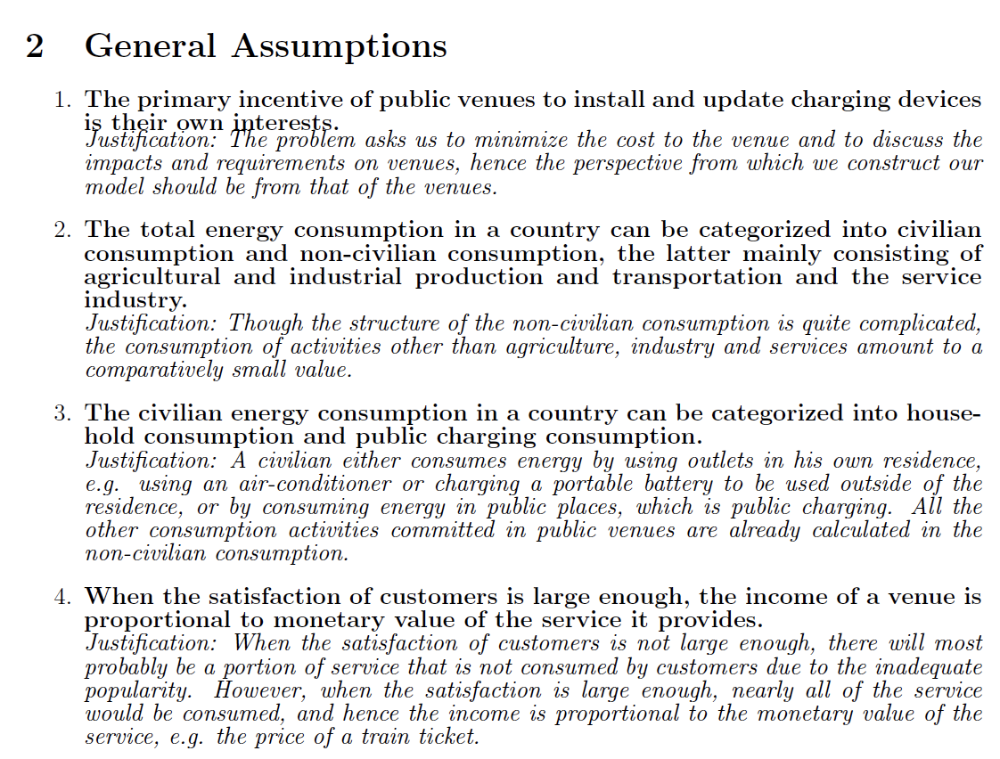 2 General Assumptions
1. The primary incentive of public venues to install and update charging devices
is their own interests.
Justification: The problem asks us to minimize the cost to the venue and to discuss the
impacts and requirements on venues, hence the perspective from which we construct our
model should be from that of the venues.
2. The total energy consumption in a country can be categorized into civilian
consumption and non-civilian consumption, the latter mainly consisting of
agricultural and industrial production and transportation and the service
industry.
Justification: Though the structure of the non-civilian consumption is quite complicated,
the consumption of activities other than agriculture, industry and services amount to a
comparatively small value.
3. The civilian energy consumption in a country can be categorized into house-
hold consumption and public charging consumption.
Justification: A civilian either consumes energy by using outlets in his own residence,
e.g. using an air-conditioner or charging a portable battery to be used outside of the
residence, or by consuming energy in public places, which is public charging. All the
other consumption activities committed in public venues are already calculated in the
non-civilian consumption.
4. When the satisfaction of customers is large enough, the income of a venue is
proportional to monetary value of the service it provides.
Justification: When the satisfaction of customers is not large enough, there will most
probably be a portion of service that is not consumed by customers due to the inadequate
popularity. However, when the satisfaction is large enough, nearly all of the service
would be consumed, and hence the income is proportional to the monetary value of the
service, e.g. the price of a train ticket.